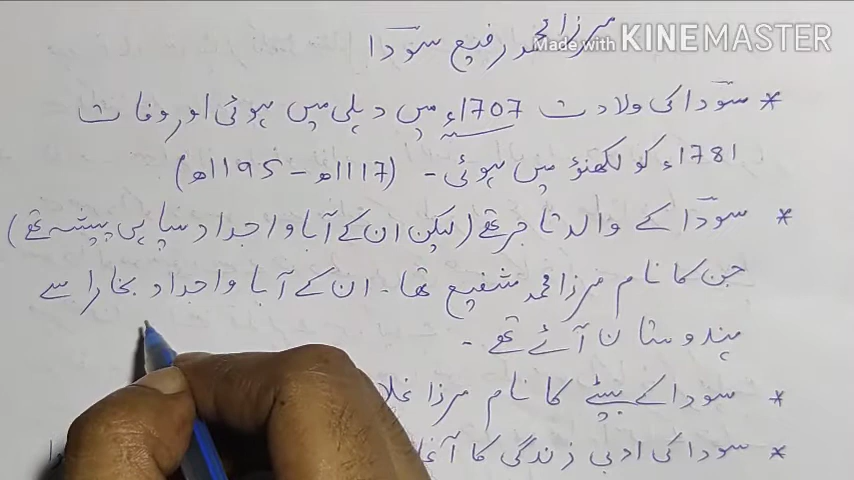 مرزا محمد رفیع سودا
Made with KINEMASTER
* سودا کی ولادت 1707ء میں دہلی میں ہوئی اور وفات
1781ء کو لکھنؤ میں ہوئی - (1117ھ - 1195ھ)
* سودا کے والد تاجر تھے (لیکن ان کے آبا و اجداد سپاہی پیشہ تھے)
جن کا نام مرزا محمد شفیع تھا۔ ان کے آبا و اجداد بخارا سے
ہندوستان آئے تھے -
* سودا کے بیٹے کا نام مرزا
* سودا کی ادبی زندگی کا